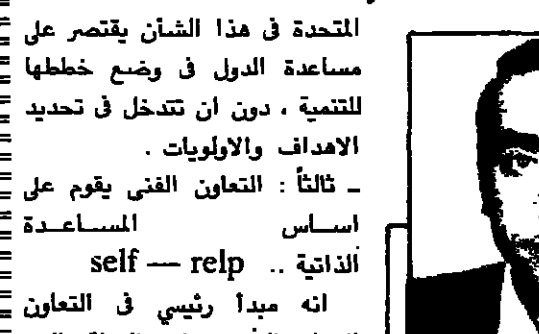 المتحدة فى هذا الشأن يقتصر على
مساعدة الدول فى وضع خططها
للتنمية ، دون ان تتدخل فى تحديد
الاهداف والاولويات .
ـ ثالثاً : التعاون الفنى يقوم على
اساس المساعدة
الذاتية .. self — relp
انه مبدأ رئيسي فى التعاون